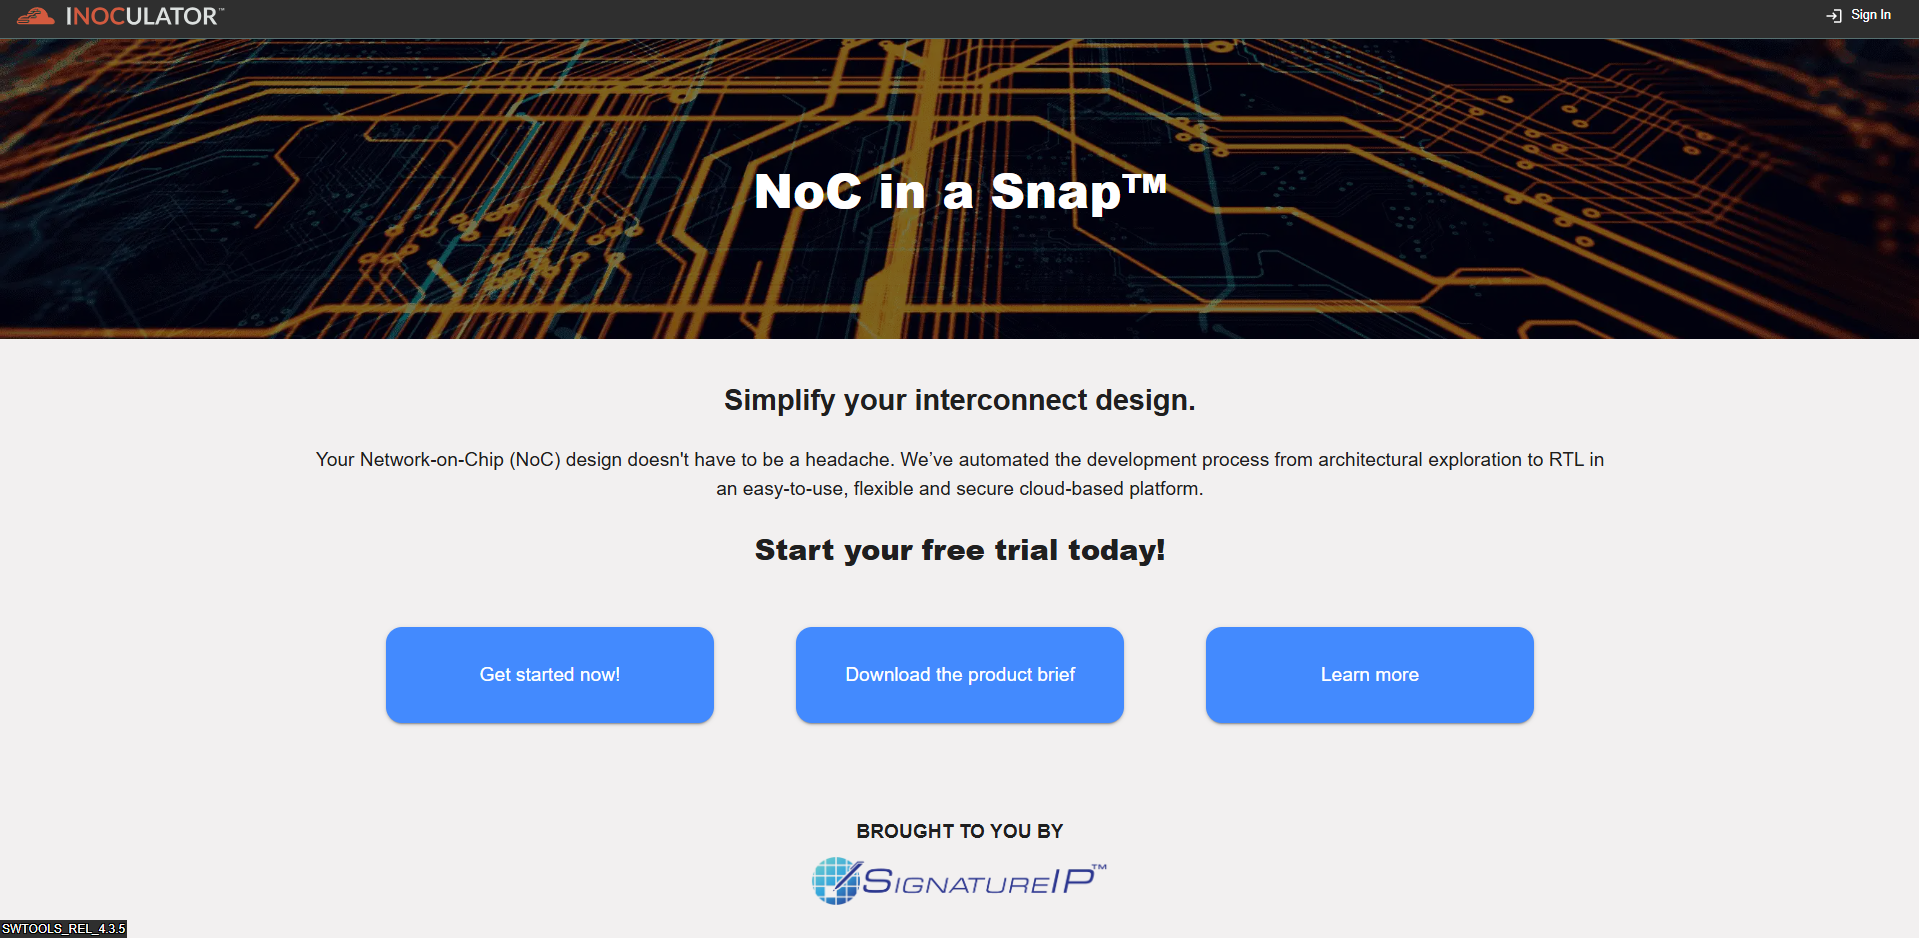 INOCULATOR™
Sign In
NoC in a Snap™
Simplify your interconnect design.
Your Network-on-Chip (NoC) design doesn't have to be a headache. We’ve automated the development process from architectural exploration to RTL in
an easy-to-use, flexible and secure cloud-based platform.
Start your free trial today!
Get started now!
Download the product brief
Learn more
BROUGHT TO YOU BY
SIGNATUREIP™
SWTOOLS_REL_4.3.5